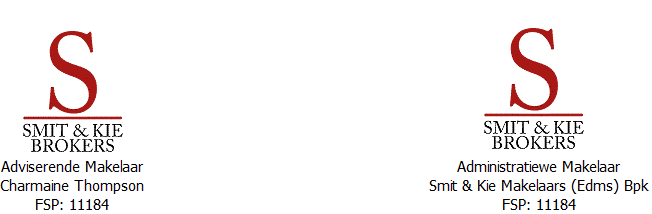 S
SMIT & KIE
BROKERS
Adviserende Makelaar
Charmaine Thompson
FSP: 11184
S
SMIT & KIE
BROKERS
Administratiewe Makelaar
Smit & Kie Makelaars (Edms) Bpk
FSP: 11184